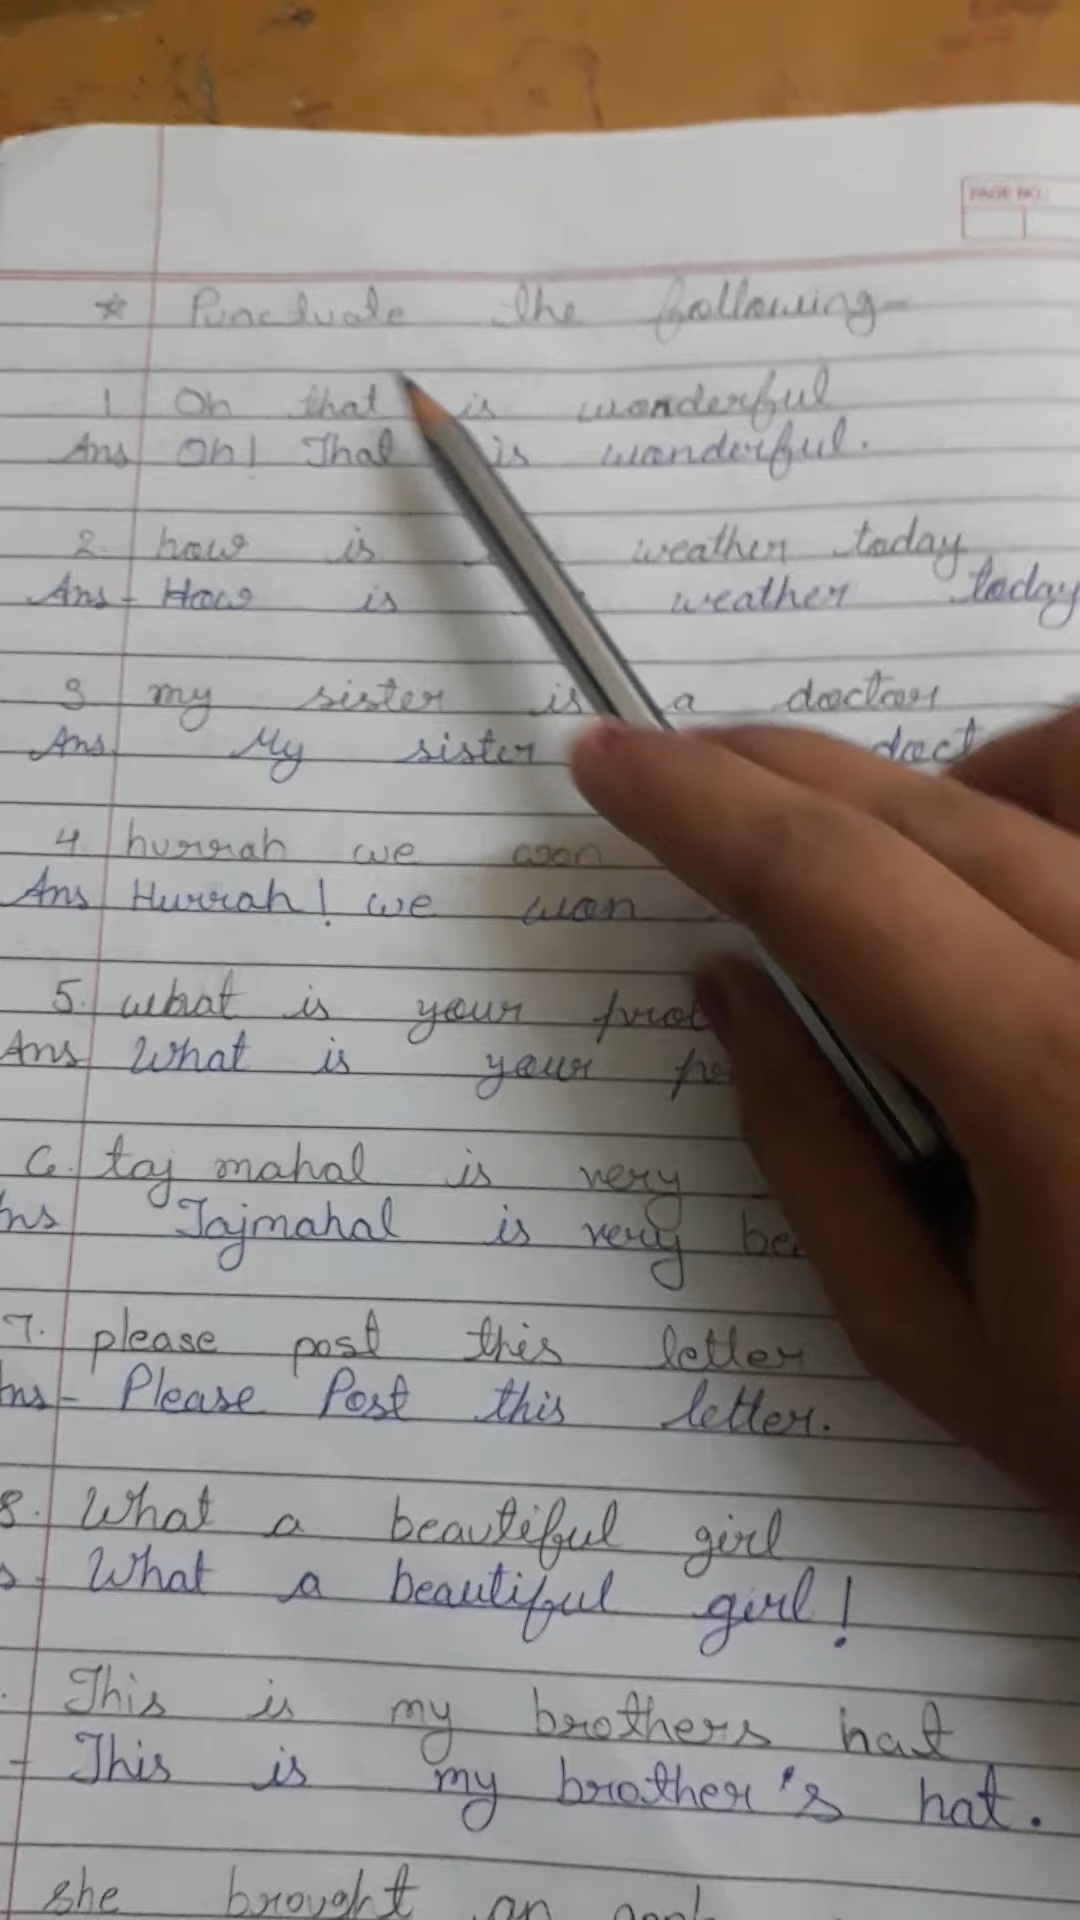 PAGE NO.:
* Punctuate the following-
1 Oh that is wonderful
Ans Oh! That is wonderful.
2. how is weather today
Ans- How is weather today
3 my sister is a doctor
Ans. My sister
4 hurrah we won
Ans Hurrah! we won
5. what is your
Ans What is your
6. taj mahal is very
Tajmahal is very
7. please post this letter
- Please Post this letter.
8. What a beautiful girl
- What a beautiful girl!
This is my brothers hat
- This is my brother's hat.
she brought an